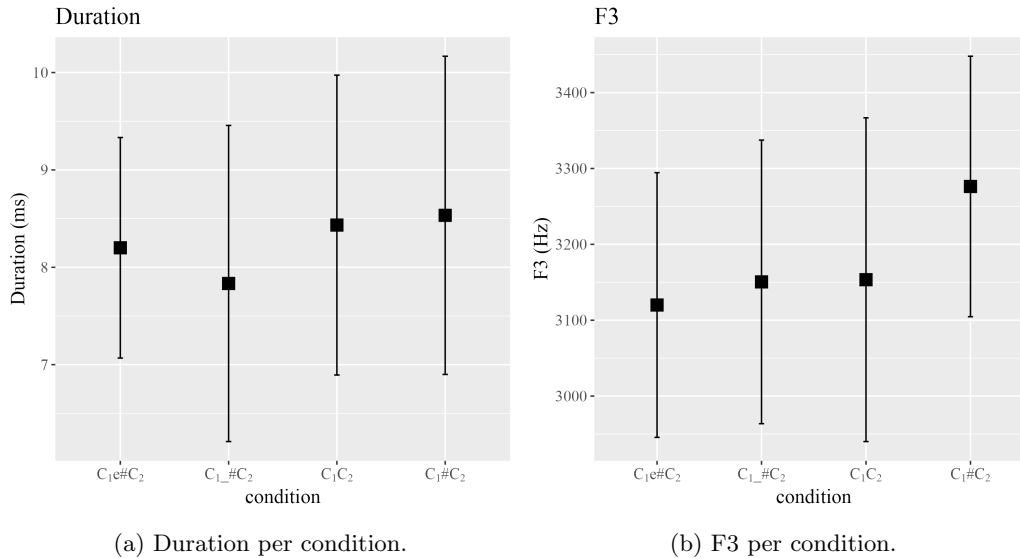 Duration
Duration (ms)
10
9
8
7
C₁e#C₂ C₁_#C₂ C₁C₂ C₁#C₂
condition
(a) Duration per condition.
F3
F3 (Hz)
3400
3300
3200
3100
3000
C₁e#C₂ C₁_#C₂ C₁C₂ C₁#C₂
condition
(b) F3 per condition.